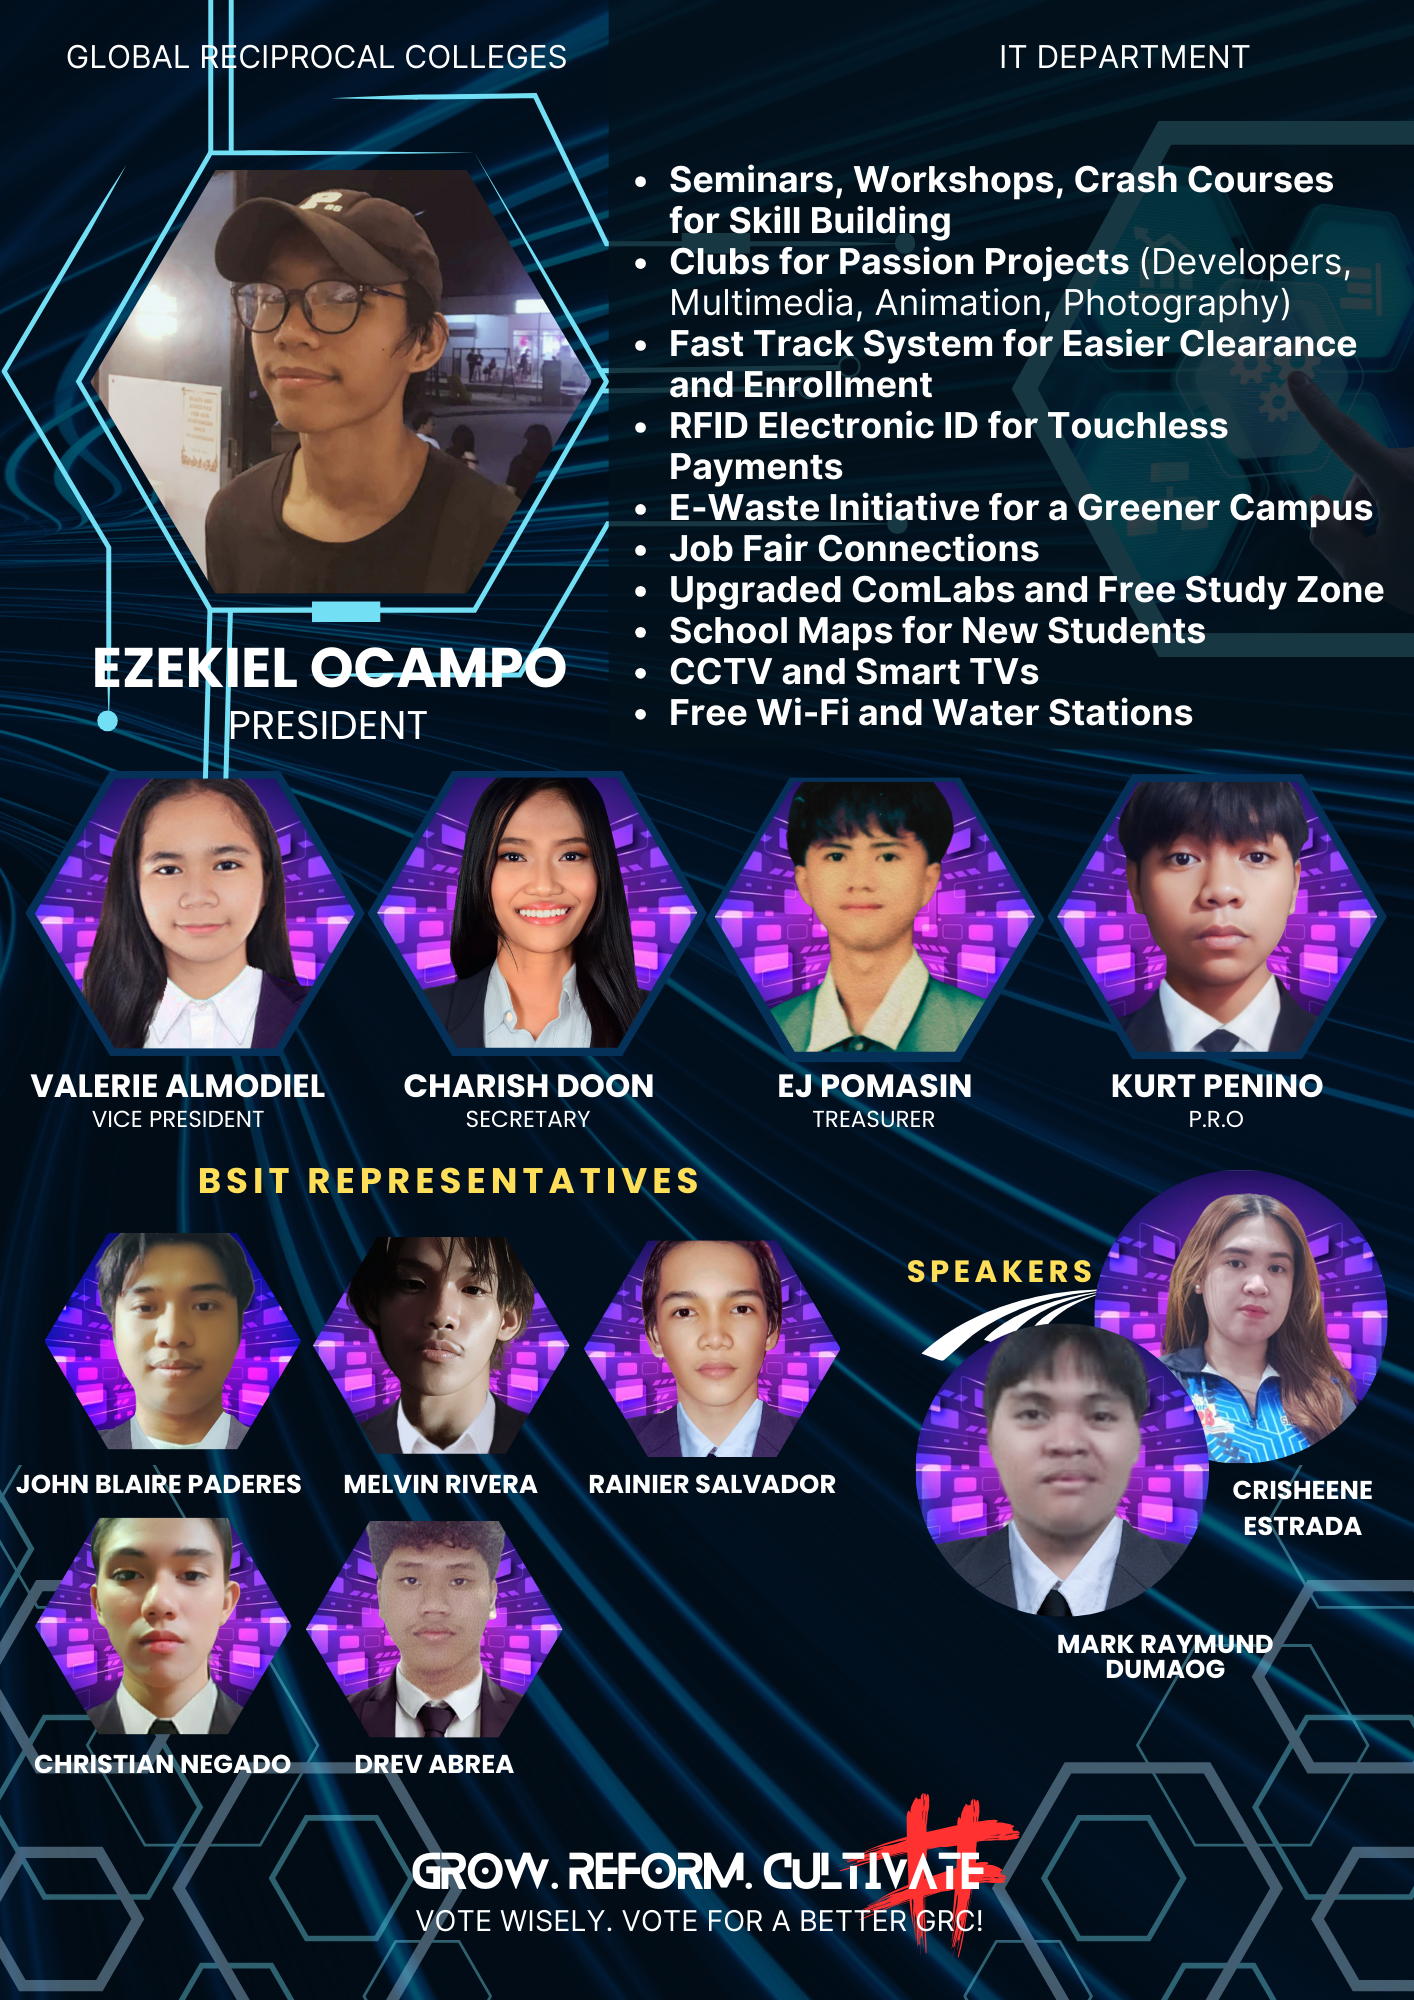 GLOBAL RECIPROCAL COLLEGES
IT DEPARTMENT
• Seminars, Workshops, Crash Courses
for Skill Building
• Clubs for Passion Projects (Developers,
Multimedia, Animation, Photography)
• Fast Track System for Easier Clearance
and Enrollment
• RFID Electronic ID for Touchless
Payments
• E-Waste Initiative for a Greener Campus
• Job Fair Connections
• Upgraded ComLabs and Free Study Zone
• School Maps for New Students
• CCTV and Smart TVs
• Free Wi-Fi and Water Stations
EZEKIEL OCAMPO
PRESIDENT
VALERIE ALMODIEL
VICE PRESIDENT
CHARISH DOON
SECRETARY
EJ POMASIN
TREASURER
KURT PENINO
P.R.O
BSIT REPRESENTATIVES
JOHN BLAIRE PADERES
MELVIN RIVERA
RAINIER SALVADOR
CHRISTIAN NEGADO
DREV ABREA
SPEAKERS
CRISHEENE
ESTRADA
MARK RAYMUND
DUMAOG
#
GROW. REFORM. CULTIVATE
VOTE WISELY. VOTE FOR A BETTER GRC!